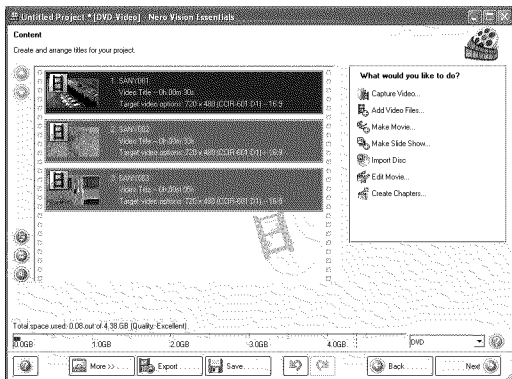 Untitled Project *[DVD-Video] - Nero Vision Essentials
Content
Create and arrange titles for your project.
1. SANY001
Video Title - 0h 00m 30s
Target video options: 720 x 480 (CCIR-601 D1) - 16:9
2. SANY002
Video Title - 0h 00m 33s
Target video options: 720 x 480 (CCIR-601 D1) - 16:9
3. SANY003
Video Title - 0h 00m 05s
Target video options: 720 x 480 (CCIR-601 D1) - 16:9
What would you like to do?
Capture Video...
Add Video Files...
Make Movie...
Make Slide Show...
Import Disc
Edit Movie...
Create Chapters...
Total space used: 0.08 out of 4.38 GB (Quality: Excellent)
0.0GB 1.0GB 2.0GB 3.0GB 4.0GB DVD
More >> Export Save Back Next